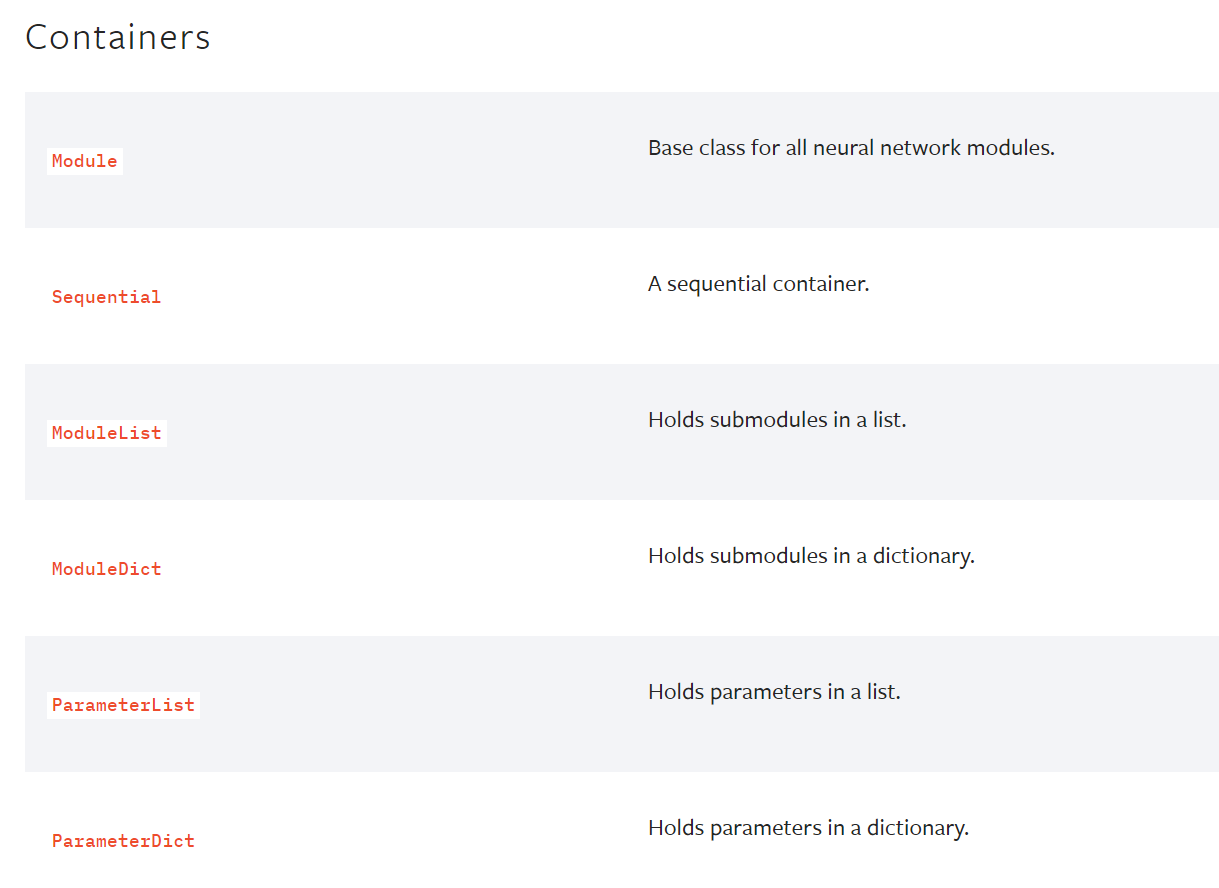 Containers
Module
Base class for all neural network modules.
Sequential
A sequential container.
ModuleList
Holds submodules in a list.
ModuleDict
Holds submodules in a dictionary.
ParameterList
Holds parameters in a list.
ParameterDict
Holds parameters in a dictionary.